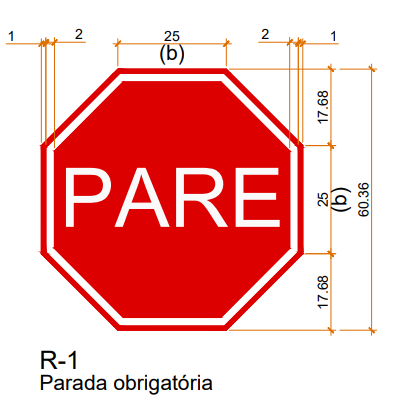 1 2 25 2 1
(b)
17.68
PARE
25
(b)
60.36
17.68
R-1
Parada obrigatória